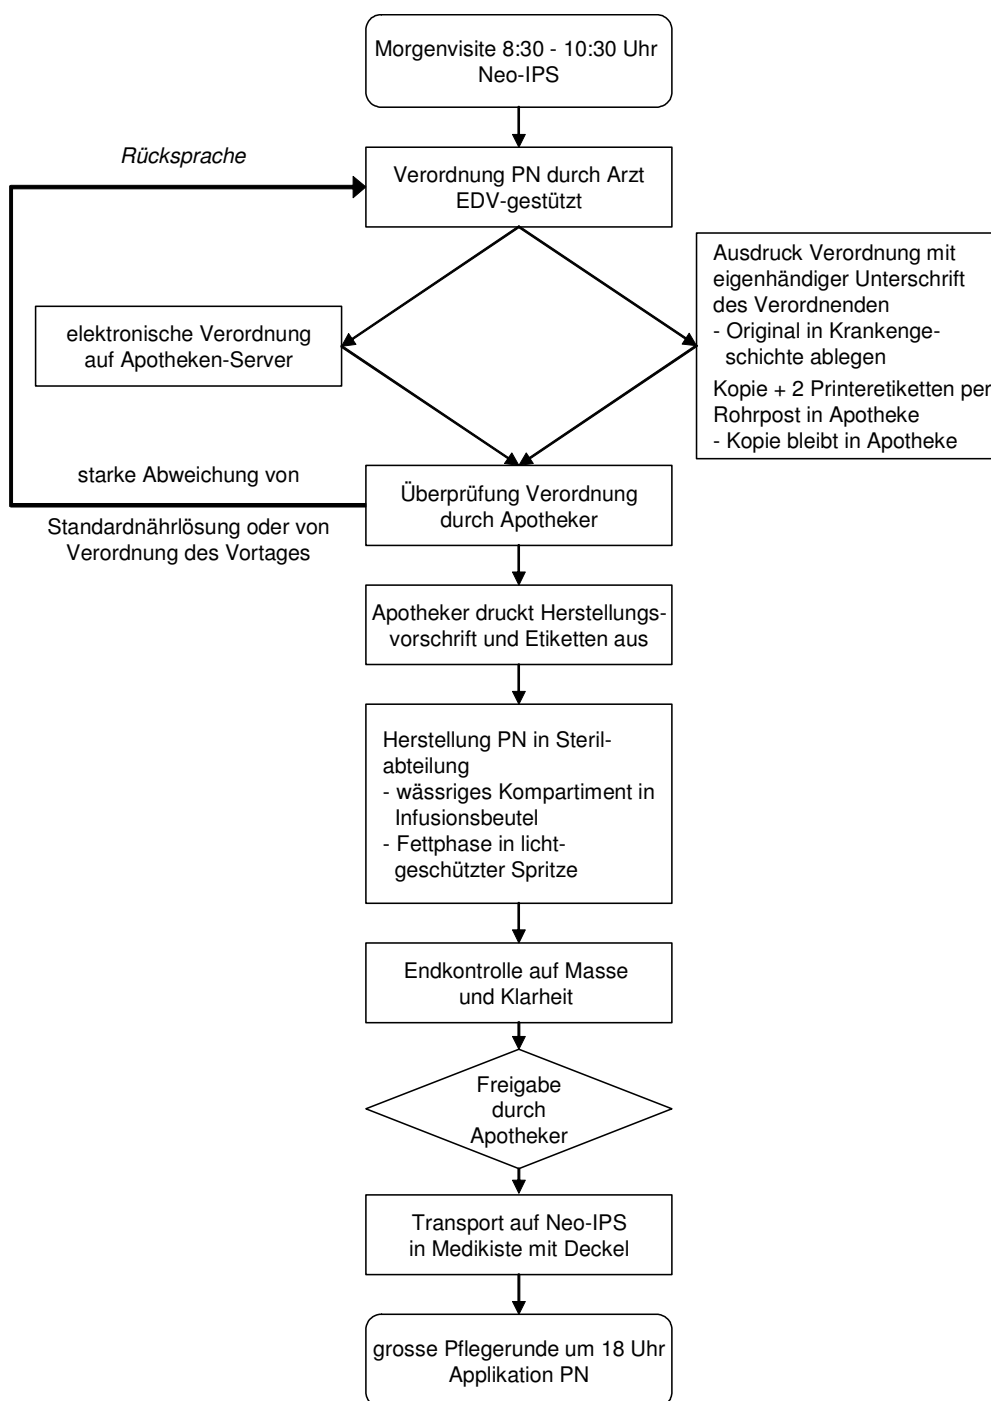 Morgenvisite 8:30 - 10:30 Uhr
Neo-IPS
Rücksprache
Verordnung PN durch Arzt
EDV-gestützt
elektronische Verordnung
auf Apotheken-Server
Ausdruck Verordnung mit
eigenhändiger Unterschrift
des Verordnenden
- Original in Krankenge-
schichte ablegen
Kopie + 2 Printeretiketten per
Rohrpost in Apotheke
- Kopie bleibt in Apotheke
starke Abweichung von
Standardnährlösung oder von
Verordnung des Vortages
Überprüfung Verordnung
durch Apotheker
Apotheker druckt Herstellungs-
vorschrift und Etiketten aus
Herstellung PN in Steril-
abteilung
- wässriges Kompartiment in
Infusionsbeutel
- Fettphase in licht-
geschützter Spritze
Endkontrolle auf Masse
und Klarheit
Freigabe
durch
Apotheker
Transport auf Neo-IPS
in Medikiste mit Deckel
grosse Pflegerunde um 18 Uhr
Applikation PN